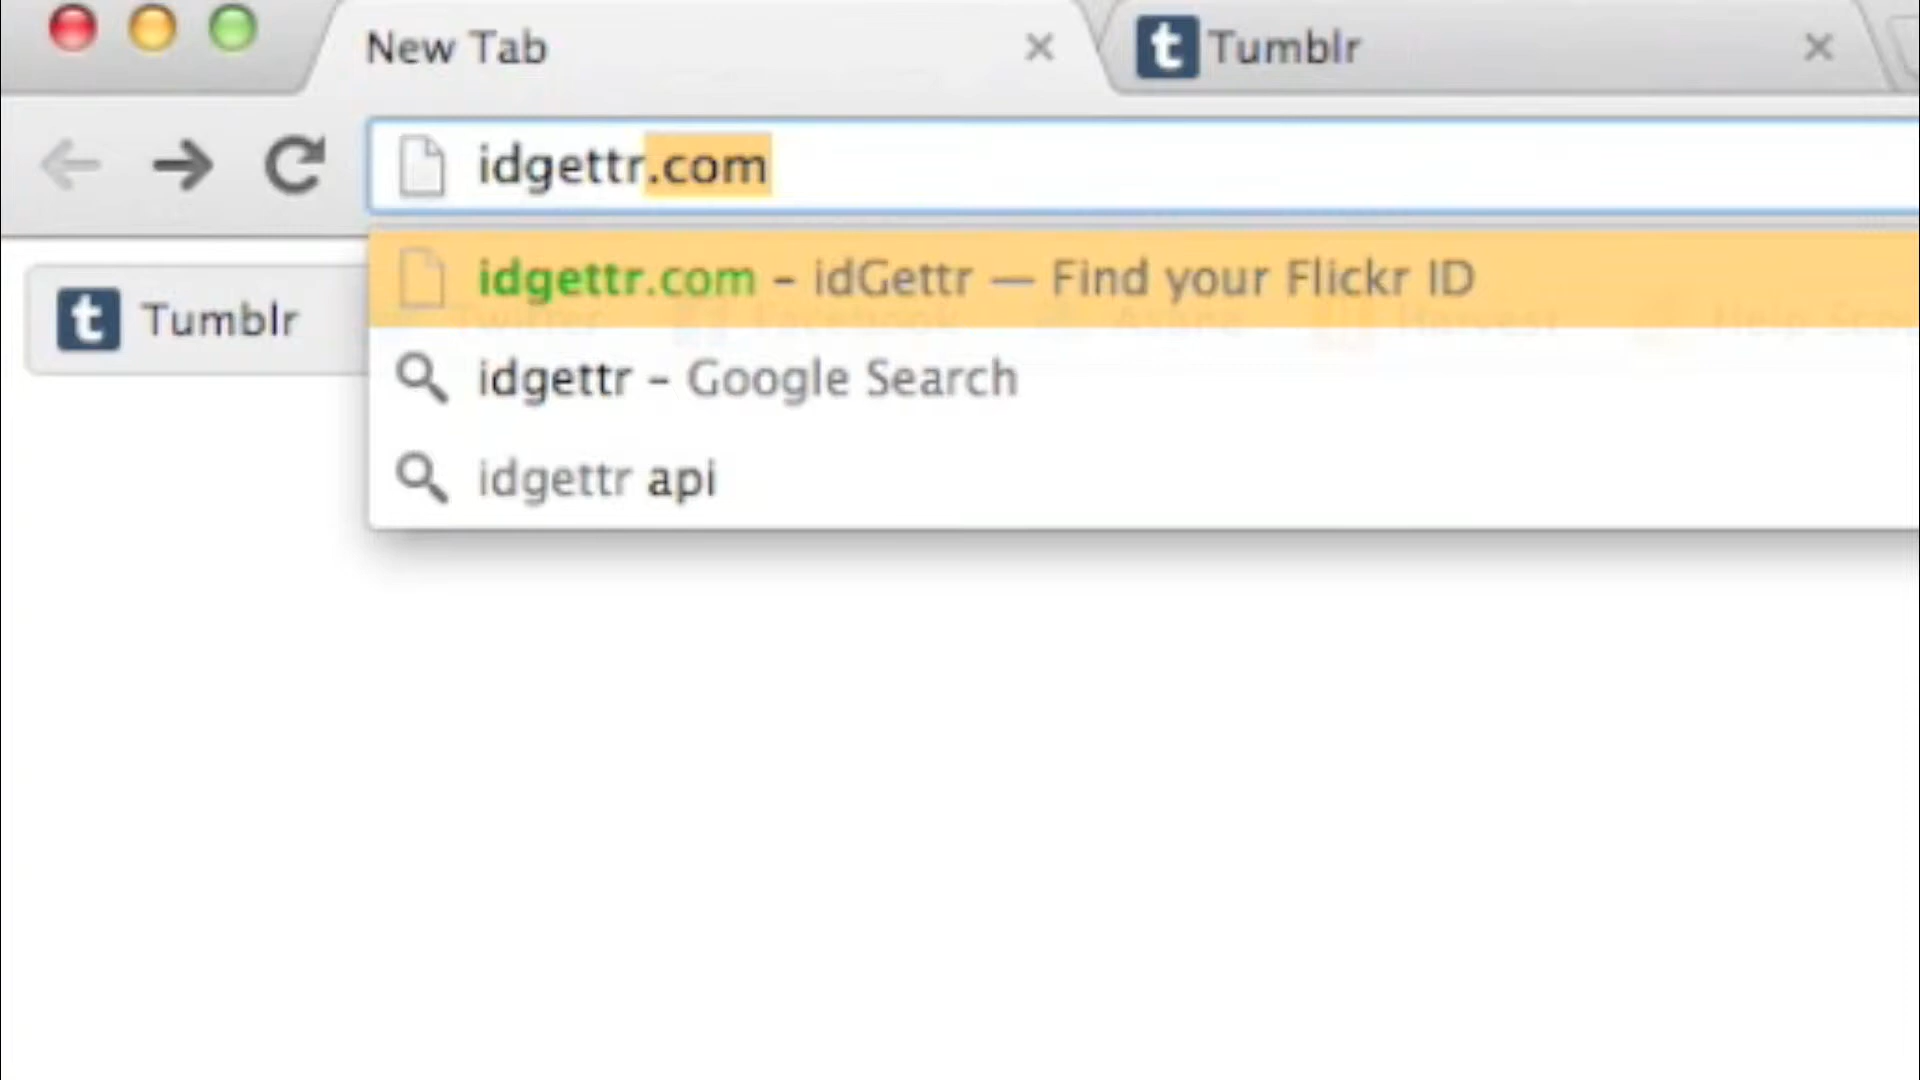 New Tab
Tumblr
idgettr.com
idgettr.com – idGettr — Find your Flickr ID
Tumblr
idgettr – Google Search
idgettr api